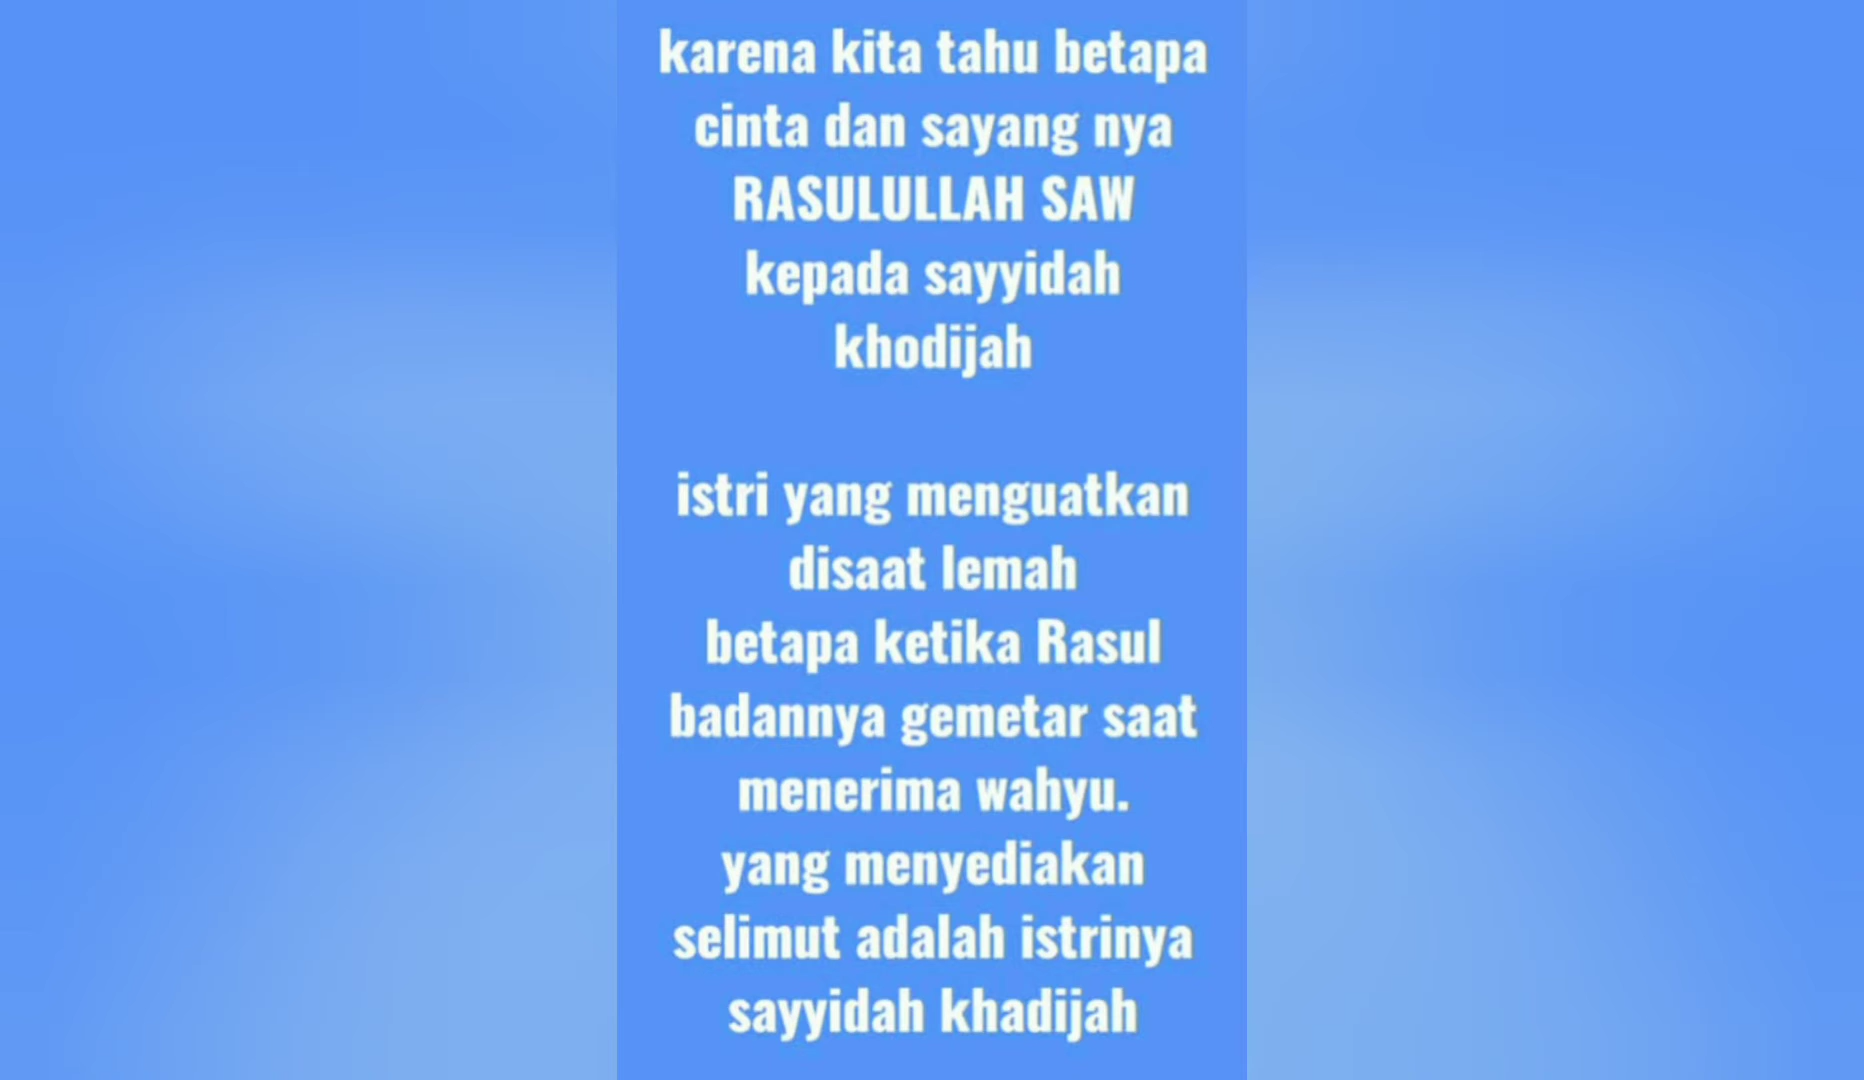 karena kita tahu betapa
cinta dan sayang nya
RASULULLAH SAW
kepada sayyidah
khodijah
istri yang menguatkan
disaat lemah
betapa ketika Rasul
badannya gemetar saat
menerima wahyu.
yang menyediakan
selimut adalah istrinya
sayyidah khadijah